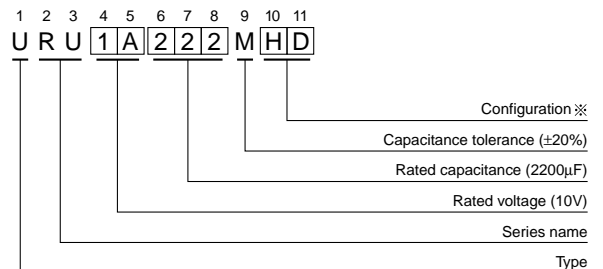 1 2 3 4 5 6 7 8 9 10 11
U R U 1 A 2 2 2 M H D
Configuration ※
Capacitance tolerance (±20%)
Rated capacitance (2200µF)
Rated voltage (10V)
Series name
Type